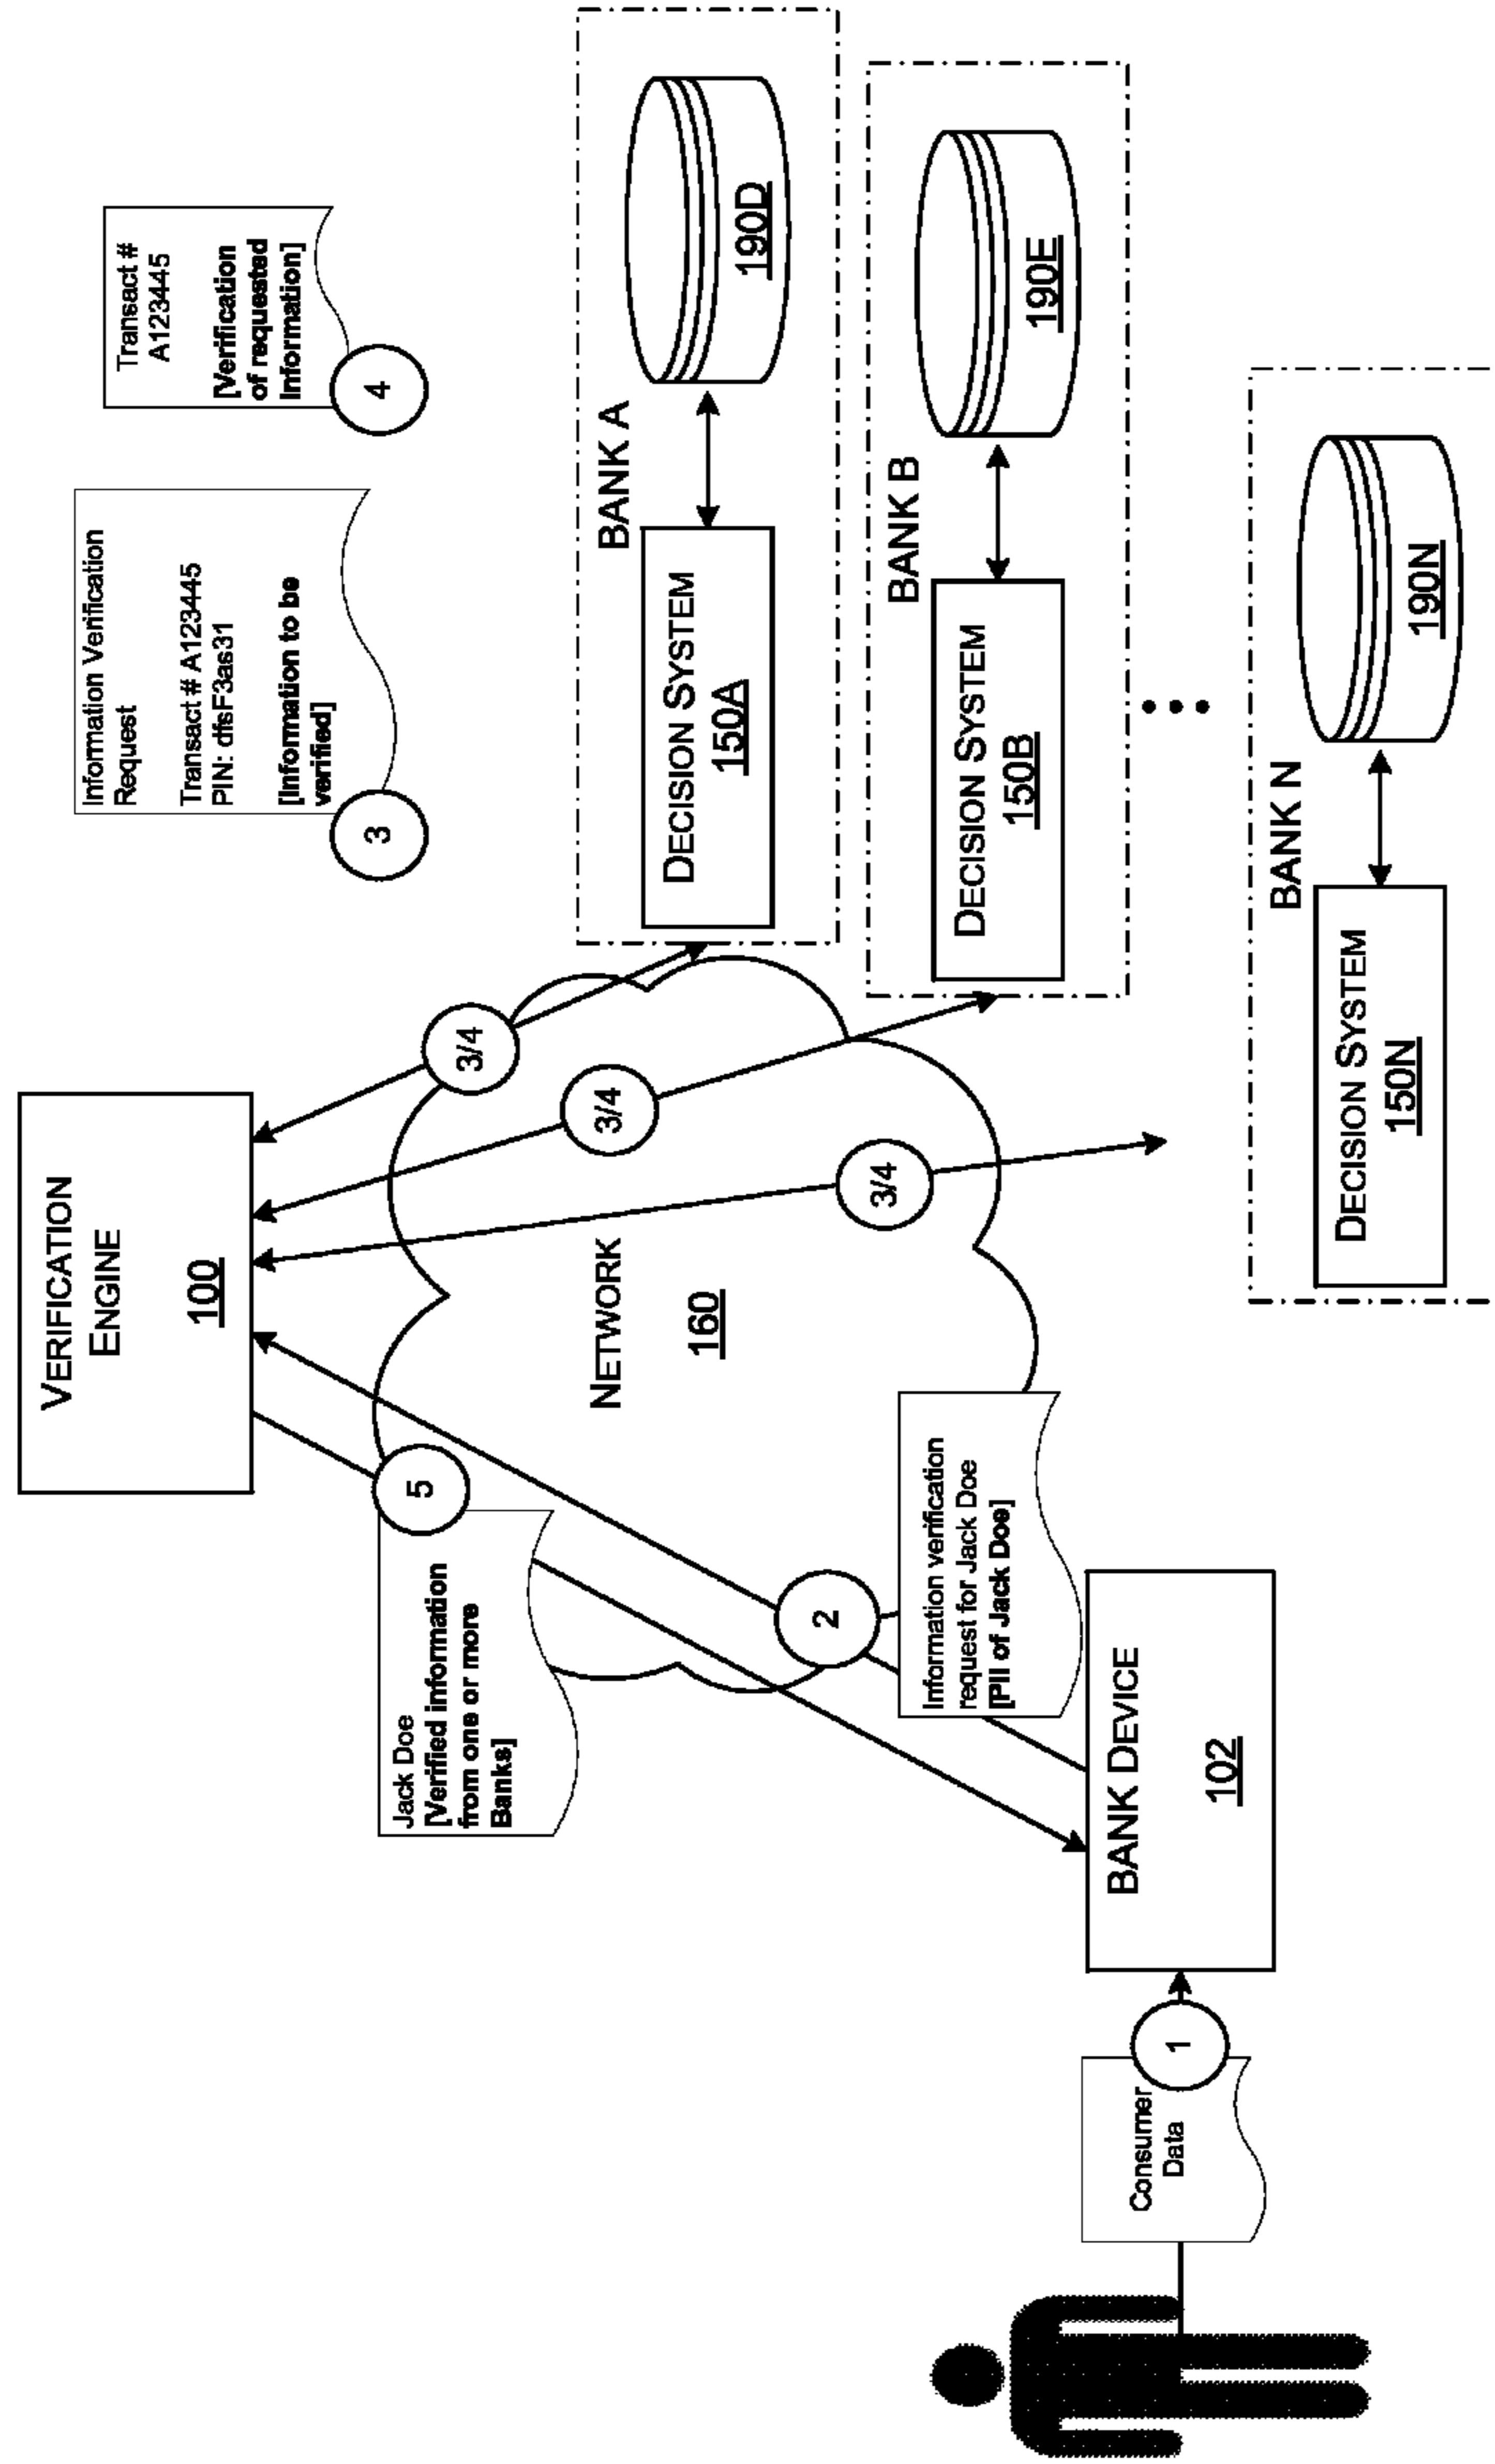 VERIFICATION
ENGINE
100
Information Verification
Request
Transact # A123445
PIN: dfsF3as31
[Information to be
verified]
3
Transact #
A123445
[Verification
of requested
Information]
4
5
Jack Doe
[Verified information
from one or more
Banks]
3/4
3/4
3/4
NETWORK
160
2
Information verification
request for Jack Doe
[PII of Jack Doe]
BANK A
DECISION SYSTEM
150A
190D
BANK B
DECISION SYSTEM
150B
190E
BANK N
DECISION SYSTEM
150N
190N
Consumer
Data
1
BANK DEVICE
102